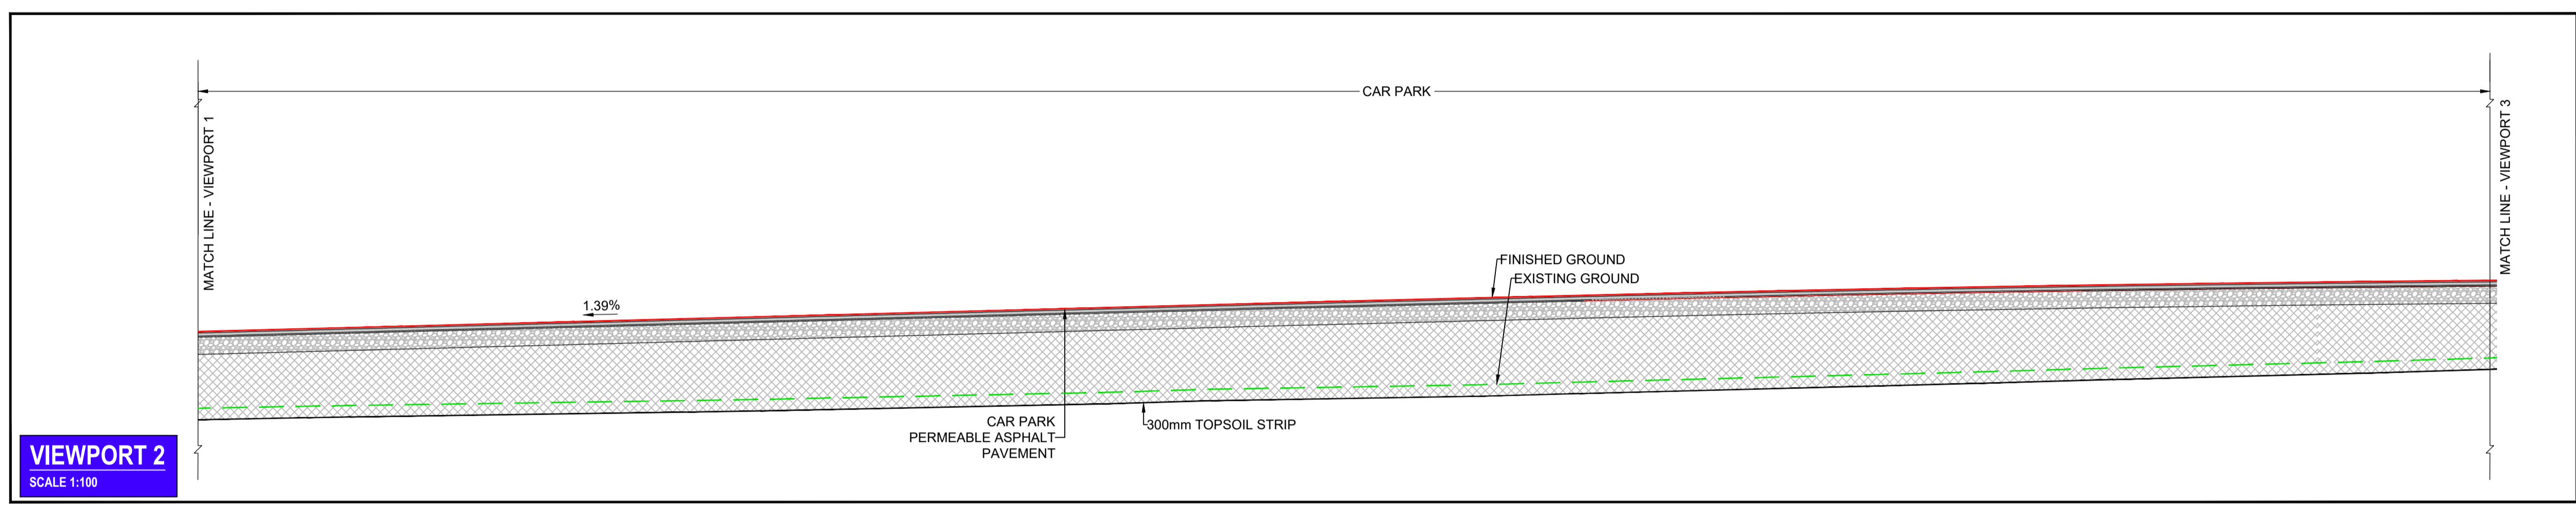 CAR PARK
MATCH LINE - VIEWPORT 1
MATCH LINE - VIEWPORT 3
FINISHED GROUND
EXISTING GROUND
1.39%
CAR PARK
PERMEABLE ASPHALT
PAVEMENT
300mm TOPSOIL STRIP
VIEWPORT 2
SCALE 1:100